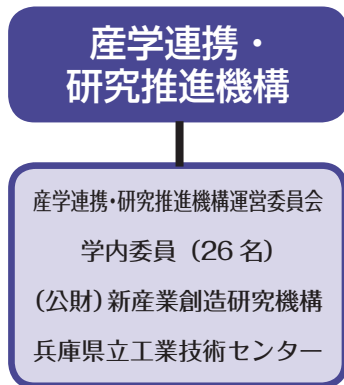 産学連携・
研究推進機構
産学連携・研究推進機構運営委員会
学内委員（26名）
（公財）新産業創造研究機構
兵庫県立工業技術センター